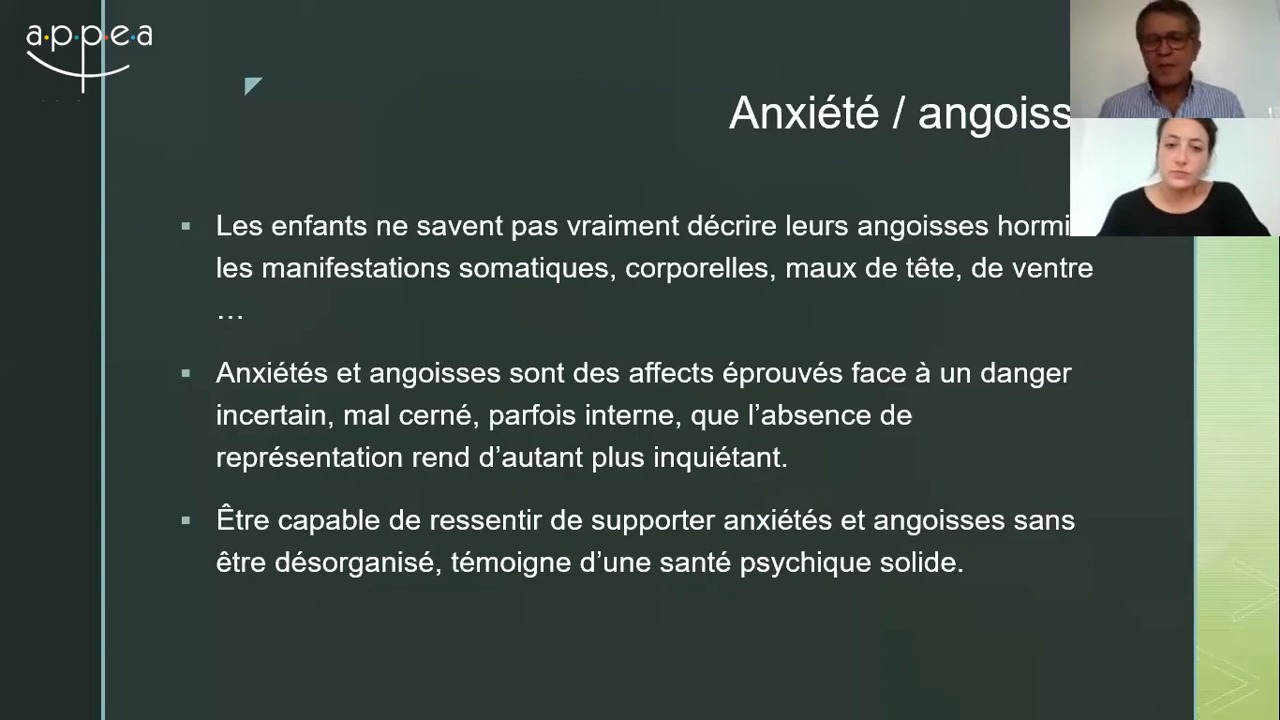 appea
Anxiété / angoiss
Les enfants ne savent pas vraiment décrire leurs angoisses hormi
les manifestations somatiques, corporelles, maux de tête, de ventre
…
Anxiétés et angoisses sont des affects éprouvés face à un danger
incertain, mal cerné, parfois interne, que l’absence de
représentation rend d’autant plus inquiétant.
Être capable de ressentir de supporter anxiétés et angoisses sans
être désorganisé, témoigne d’une santé psychique solide.